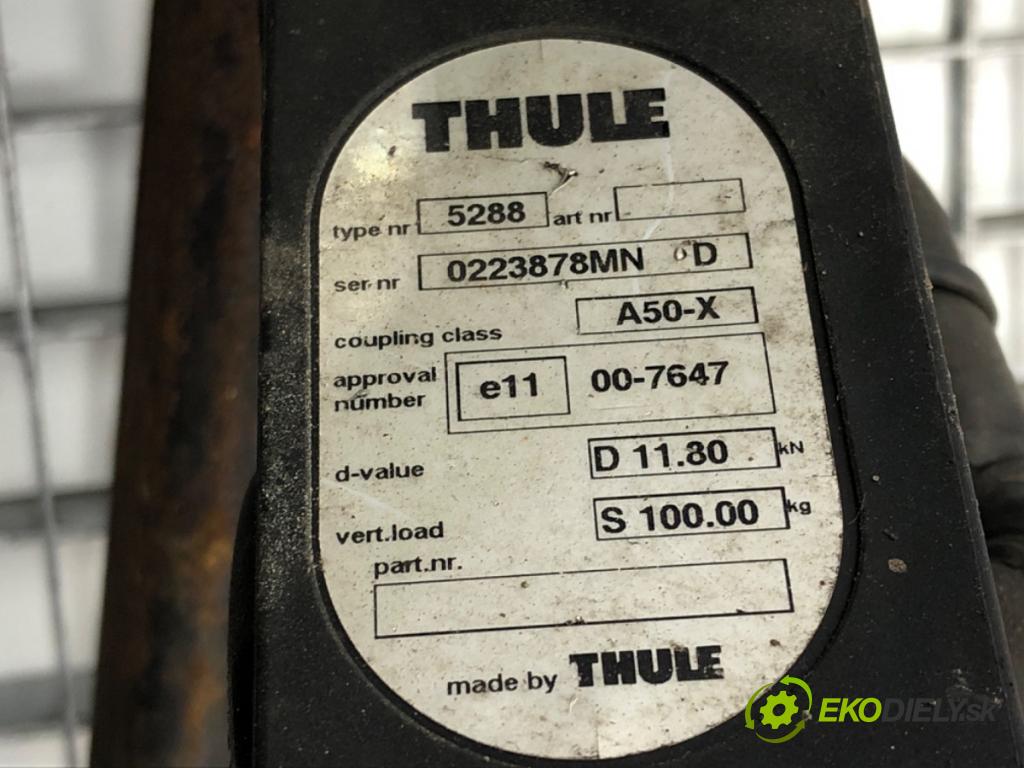 THULE
type nr 5288 art nr
ser nr 0223878MN D
coupling class A50-X
approval number e11 00-7647
d-value D 11.80 kN
vert.load S 100.00 kg
part.nr.
made by THULE
EKODIELY.sk